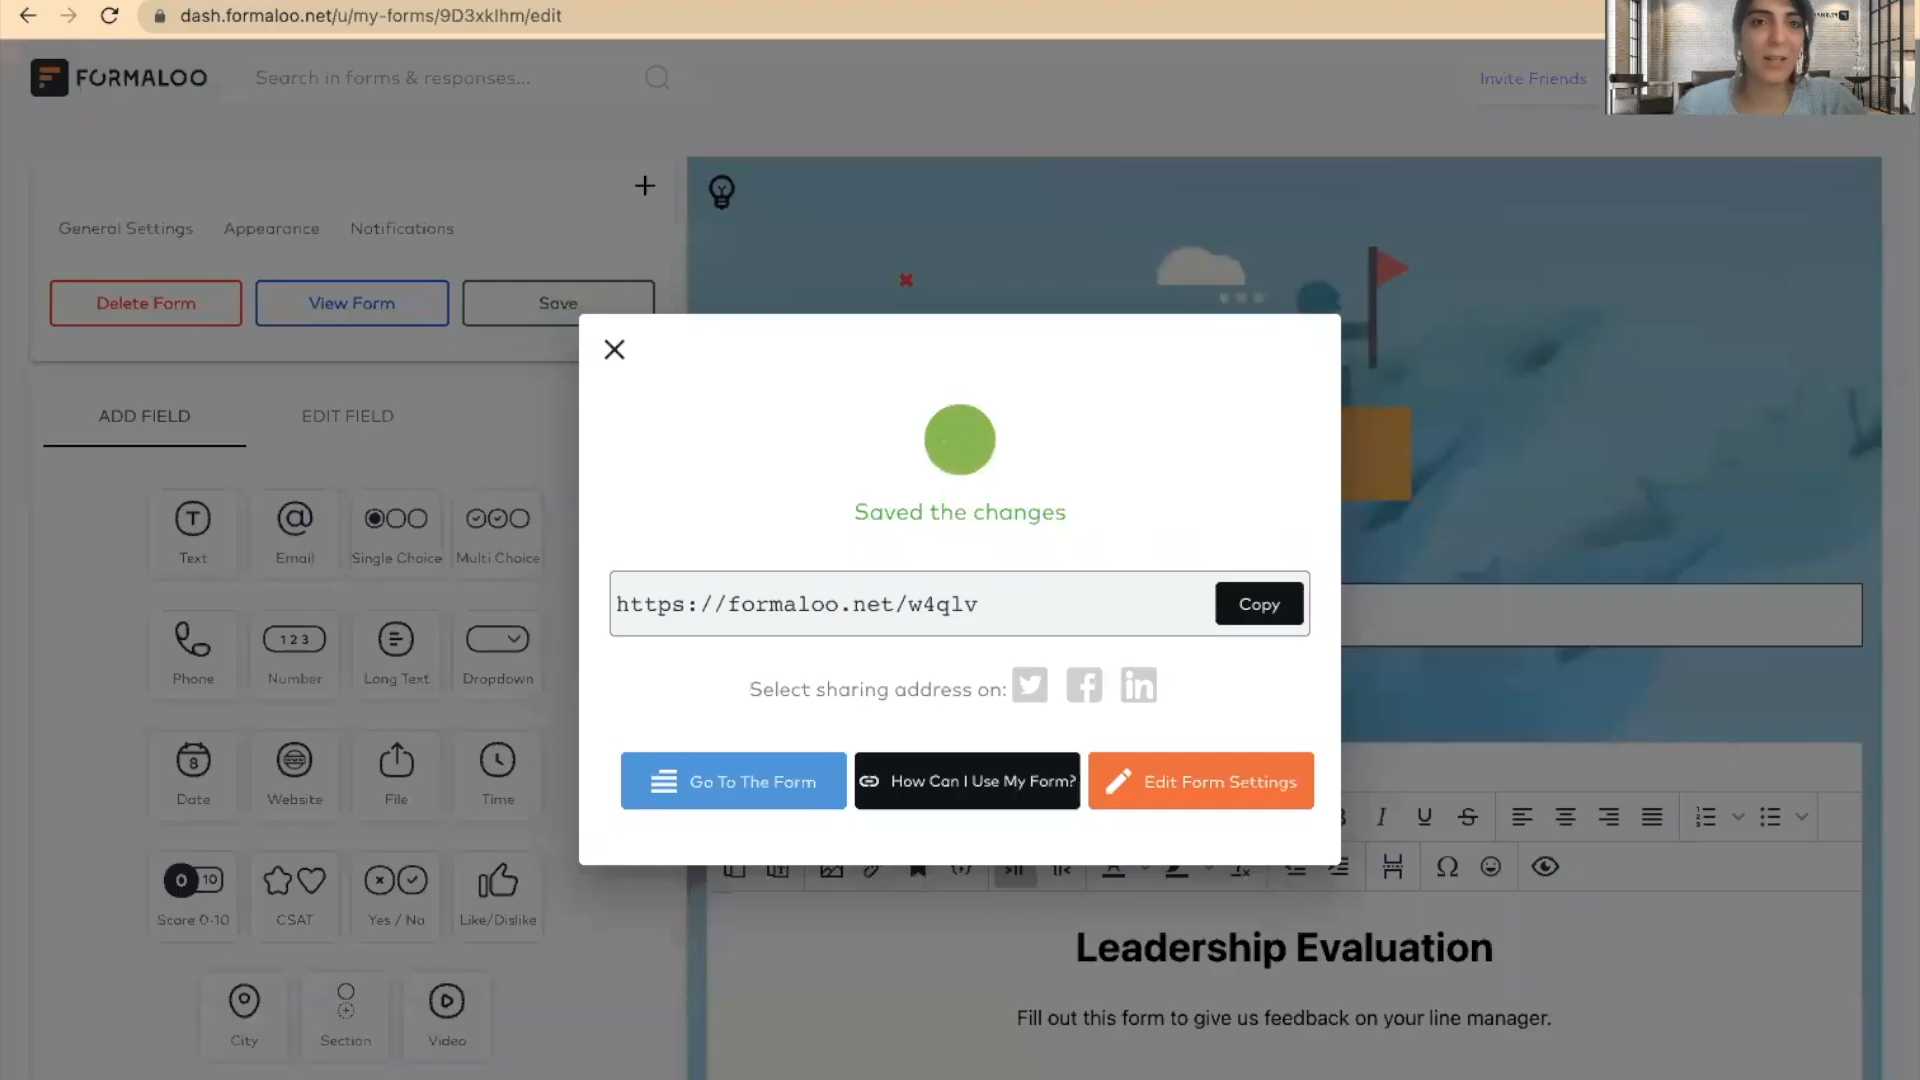 dash.formaloo.net/u/my-forms/9D3xklhm/edit
FORMALOO
Search in forms & responses...
Invite Friends
General Settings
Appearance
Notifications
Delete Form
View Form
Save
ADD FIELD
EDIT FIELD
Text
Email
Single Choice
Multi Choice
Phone
1 2 3
Number
Long Text
Dropdown
8
Date
Website
File
Time
0 10
Score 0-10
CSAT
Yes / No
Like/Dislike
City
Section
Video
Saved the changes
https://formaloo.net/w4qlv
Copy
Select sharing address on:
Go To The Form
How Can I Use My Form?
Edit Form Settings
Leadership Evaluation
Fill out this form to give us feedback on your line manager.